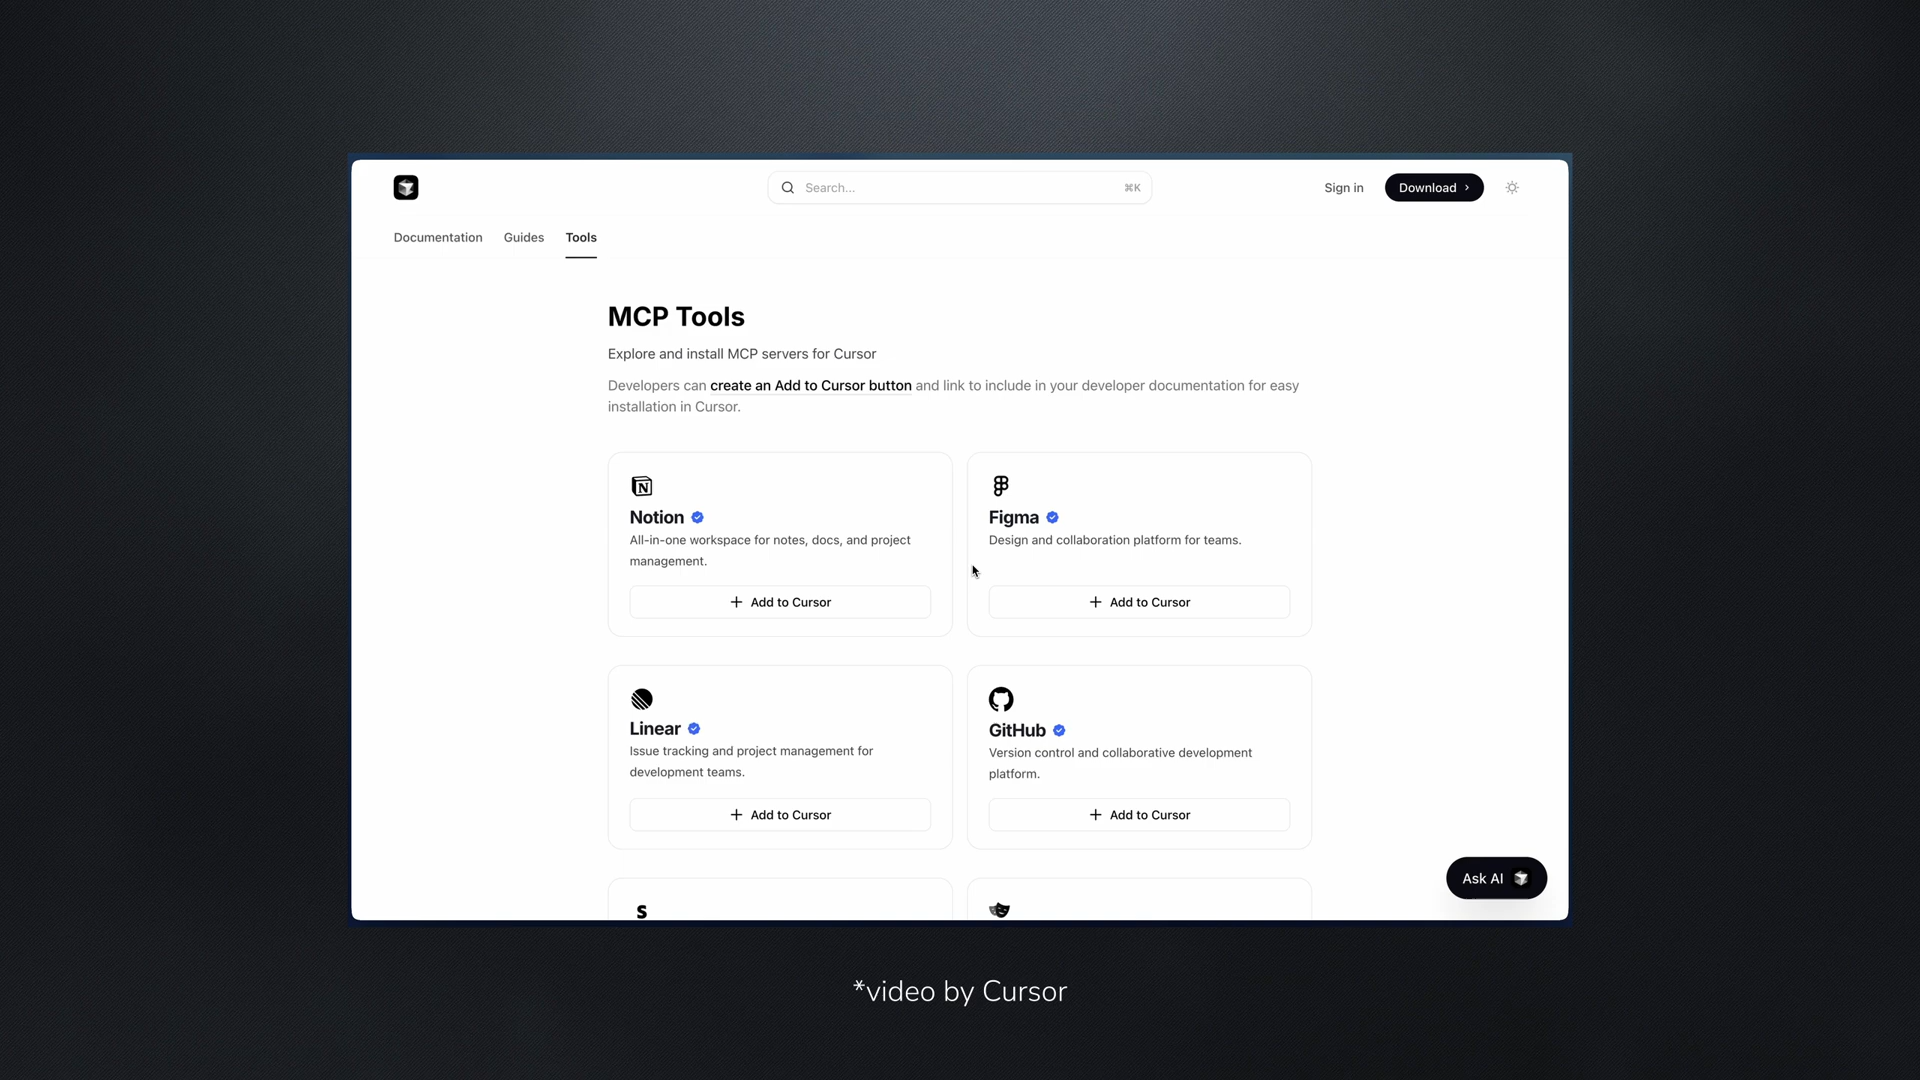 Search...
⌘K
Sign in
Download
Documentation
Guides
Tools
MCP Tools
Explore and install MCP servers for Cursor
Developers can create an Add to Cursor button and link to include in your developer documentation for easy
installation in Cursor.
Notion
All-in-one workspace for notes, docs, and project
management.
+ Add to Cursor
Figma
Design and collaboration platform for teams.
+ Add to Cursor
Linear
Issue tracking and project management for
development teams.
+ Add to Cursor
GitHub
Version control and collaborative development
platform.
+ Add to Cursor
Ask AI
*video by Cursor